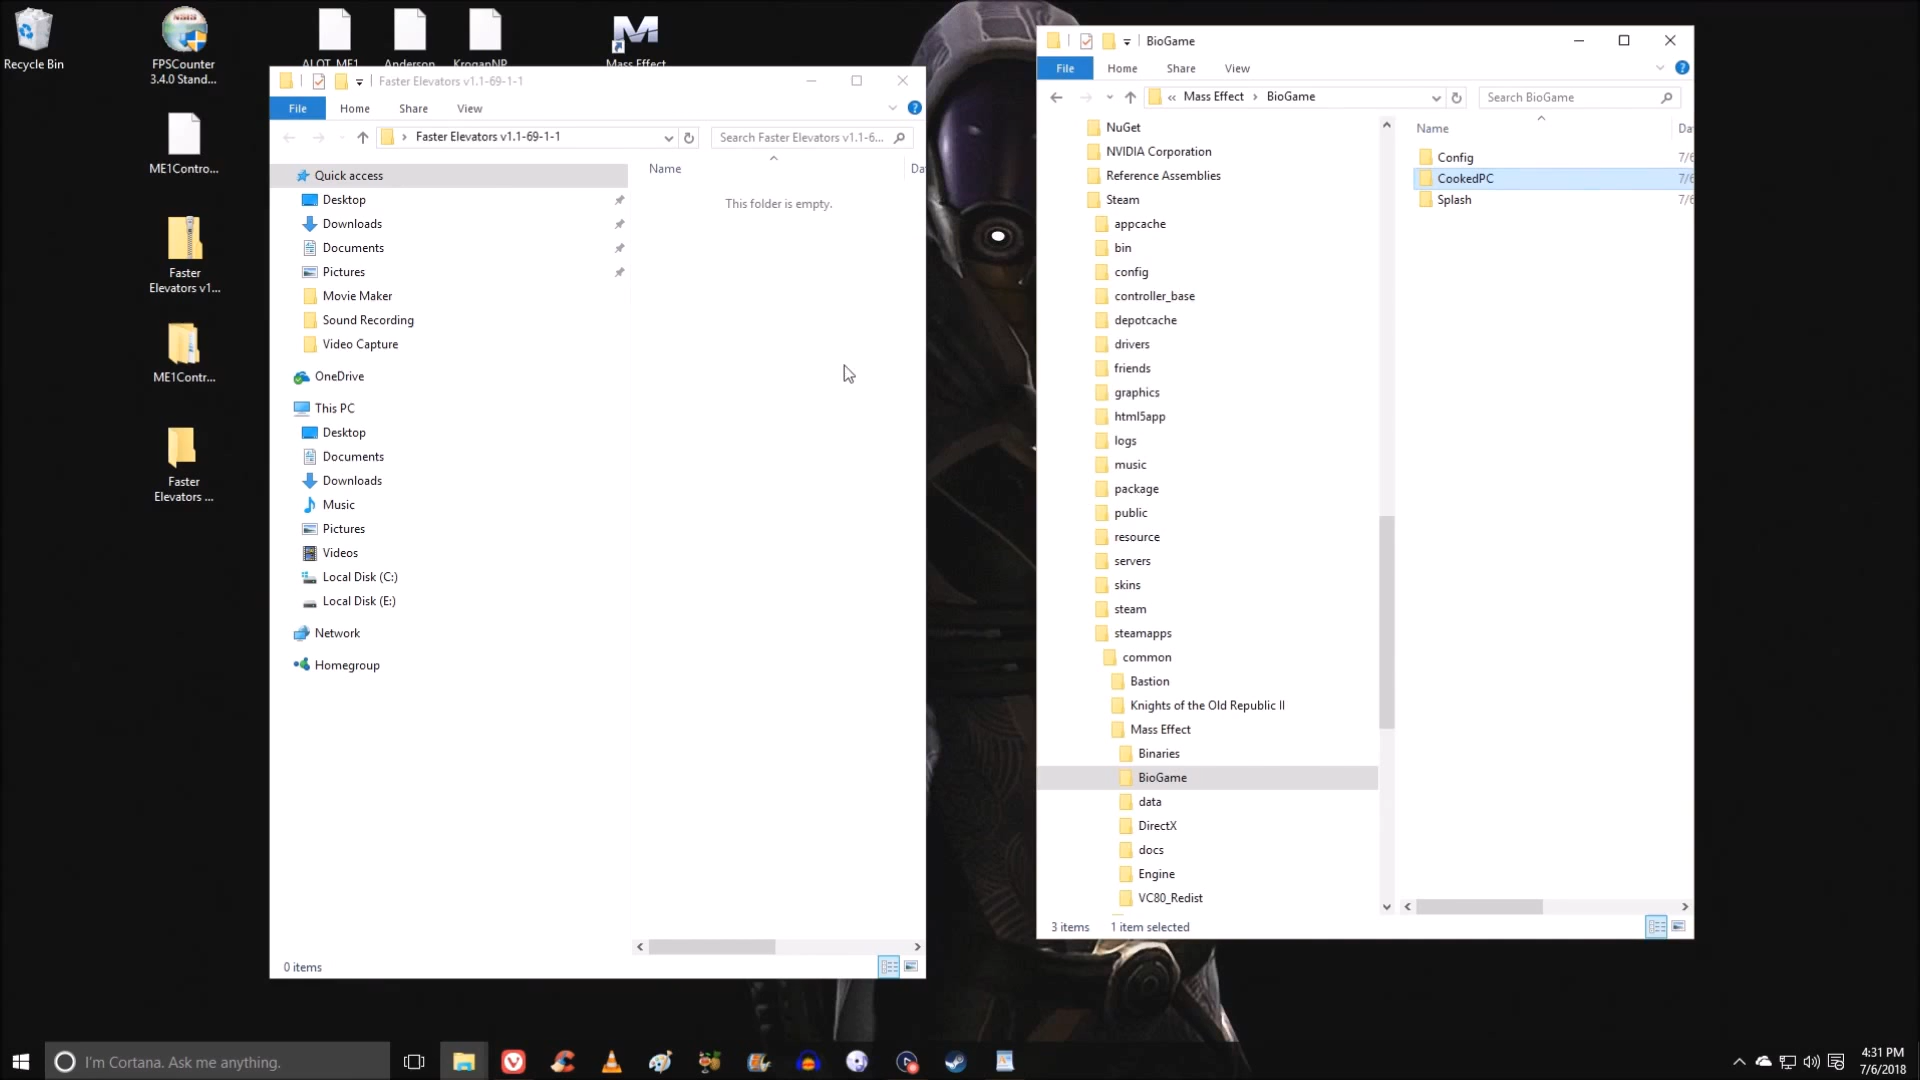 Recycle Bin
FPSCounter
3.4.0 Stand...
ALOT_ME1
Anderson
KroganNP
Mass Effect
ME1Contro...
Faster
Elevators v1...
ME1Contr...
Faster
Elevators ...
Faster Elevators v1.1-69-1-1
File
Home
Share
View
Faster Elevators v1.1-69-1-1
Search Faster Elevators v1.1-6...
Quick access
Desktop
Downloads
Documents
Pictures
Movie Maker
Sound Recording
Video Capture
OneDrive
This PC
Desktop
Documents
Downloads
Music
Pictures
Videos
Local Disk (C:)
Local Disk (E:)
Network
Homegroup
Name
Da
This folder is empty.
0 items
BioGame
File
Home
Share
View
« Mass Effect › BioGame
Search BioGame
NuGet
NVIDIA Corporation
Reference Assemblies
Steam
appcache
bin
config
controller_base
depotcache
drivers
friends
graphics
html5app
logs
music
package
public
resource
servers
skins
steam
steamapps
common
Bastion
Knights of the Old Republic II
Mass Effect
Binaries
BioGame
data
DirectX
docs
Engine
VC80_Redist
Name
Da
Config
7/6
CookedPC
7/6
Splash
7/6
3 items
1 item selected
I'm Cortana. Ask me anything.
4:31 PM
7/6/2018